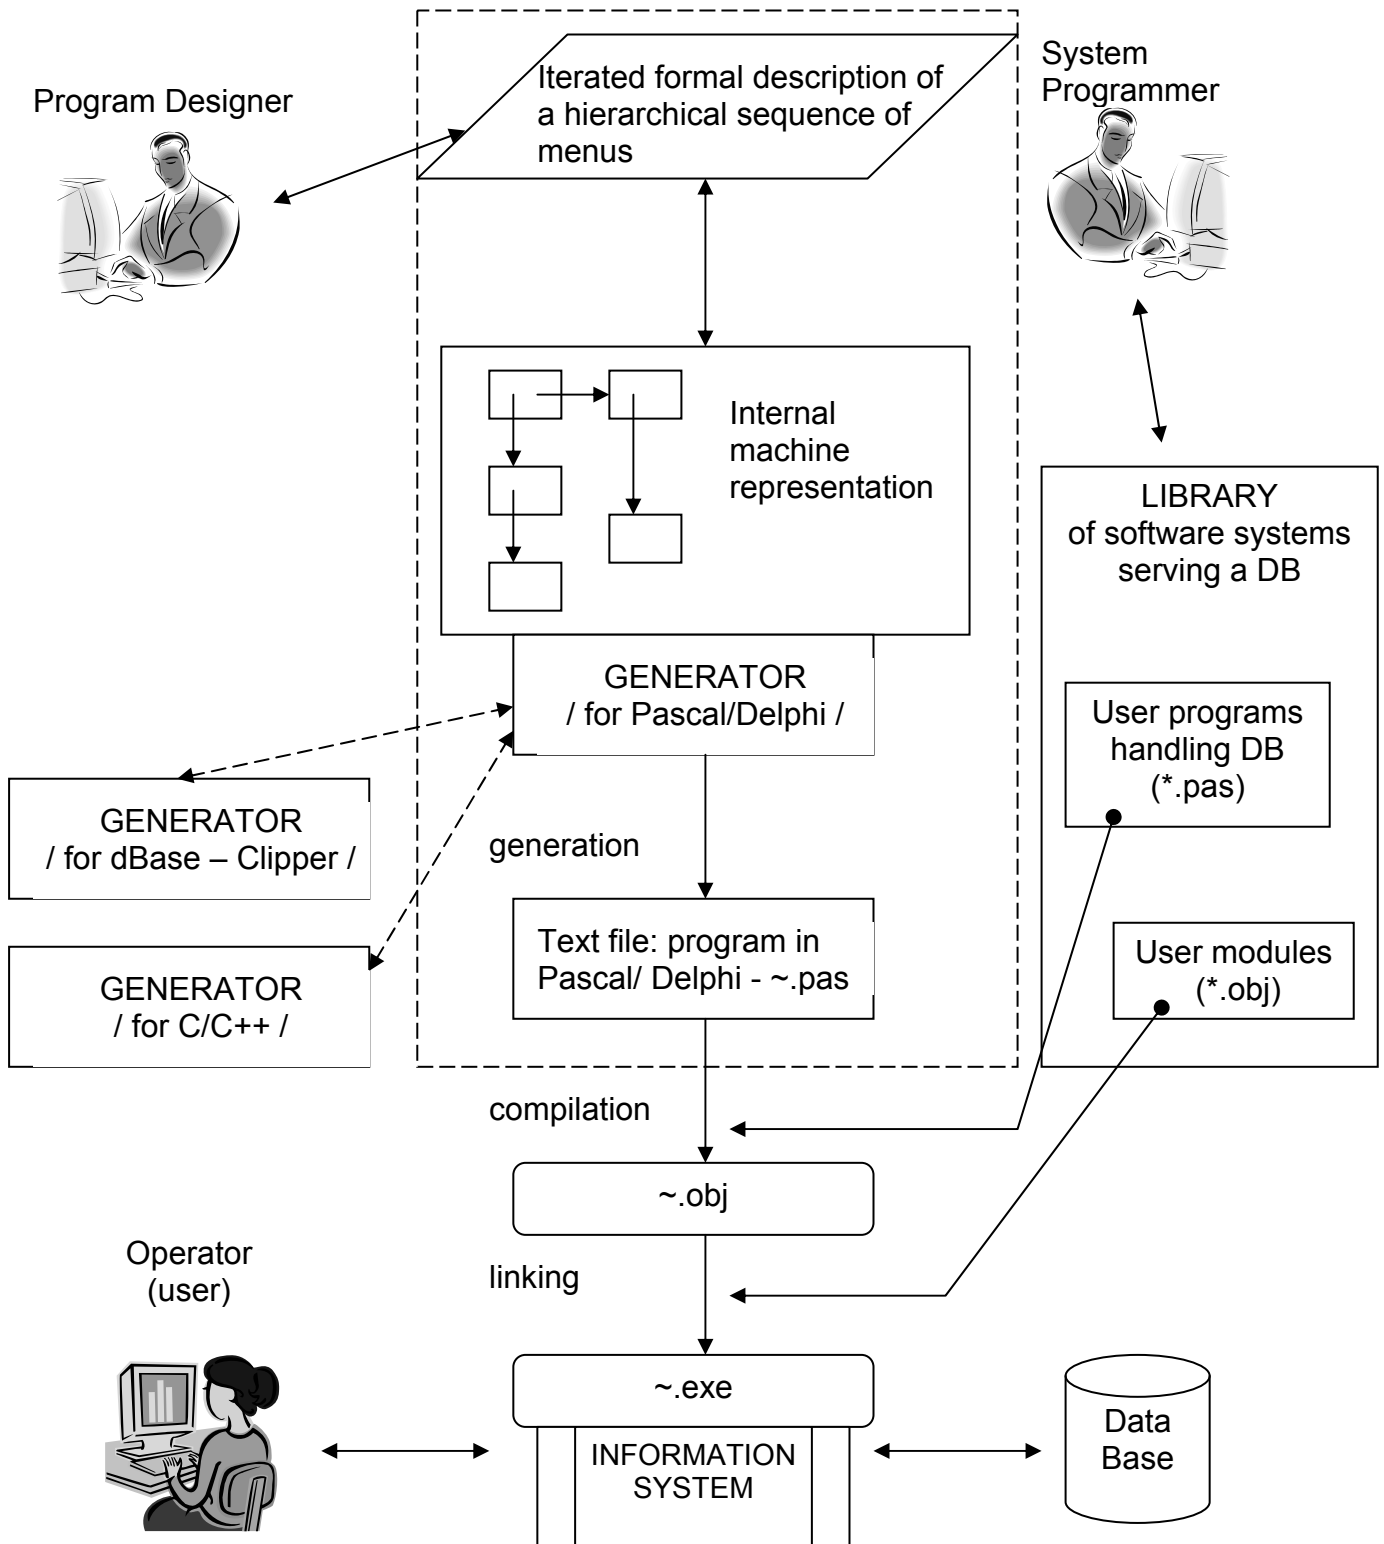 Program Designer
Iterated formal description of
a hierarchical sequence of
menus
System
Programmer
Internal
machine
representation
LIBRARY
of software systems
serving a DB
GENERATOR
/ for Pascal/Delphi /
User programs
handling DB
(*.pas)
GENERATOR
/ for dBase – Clipper /
generation
Text file: program in
Pascal/ Delphi - ~.pas
User modules
(*.obj)
GENERATOR
/ for C/C++ /
compilation
~.obj
Operator
(user)
linking
~.exe
INFORMATION
SYSTEM
Data
Base